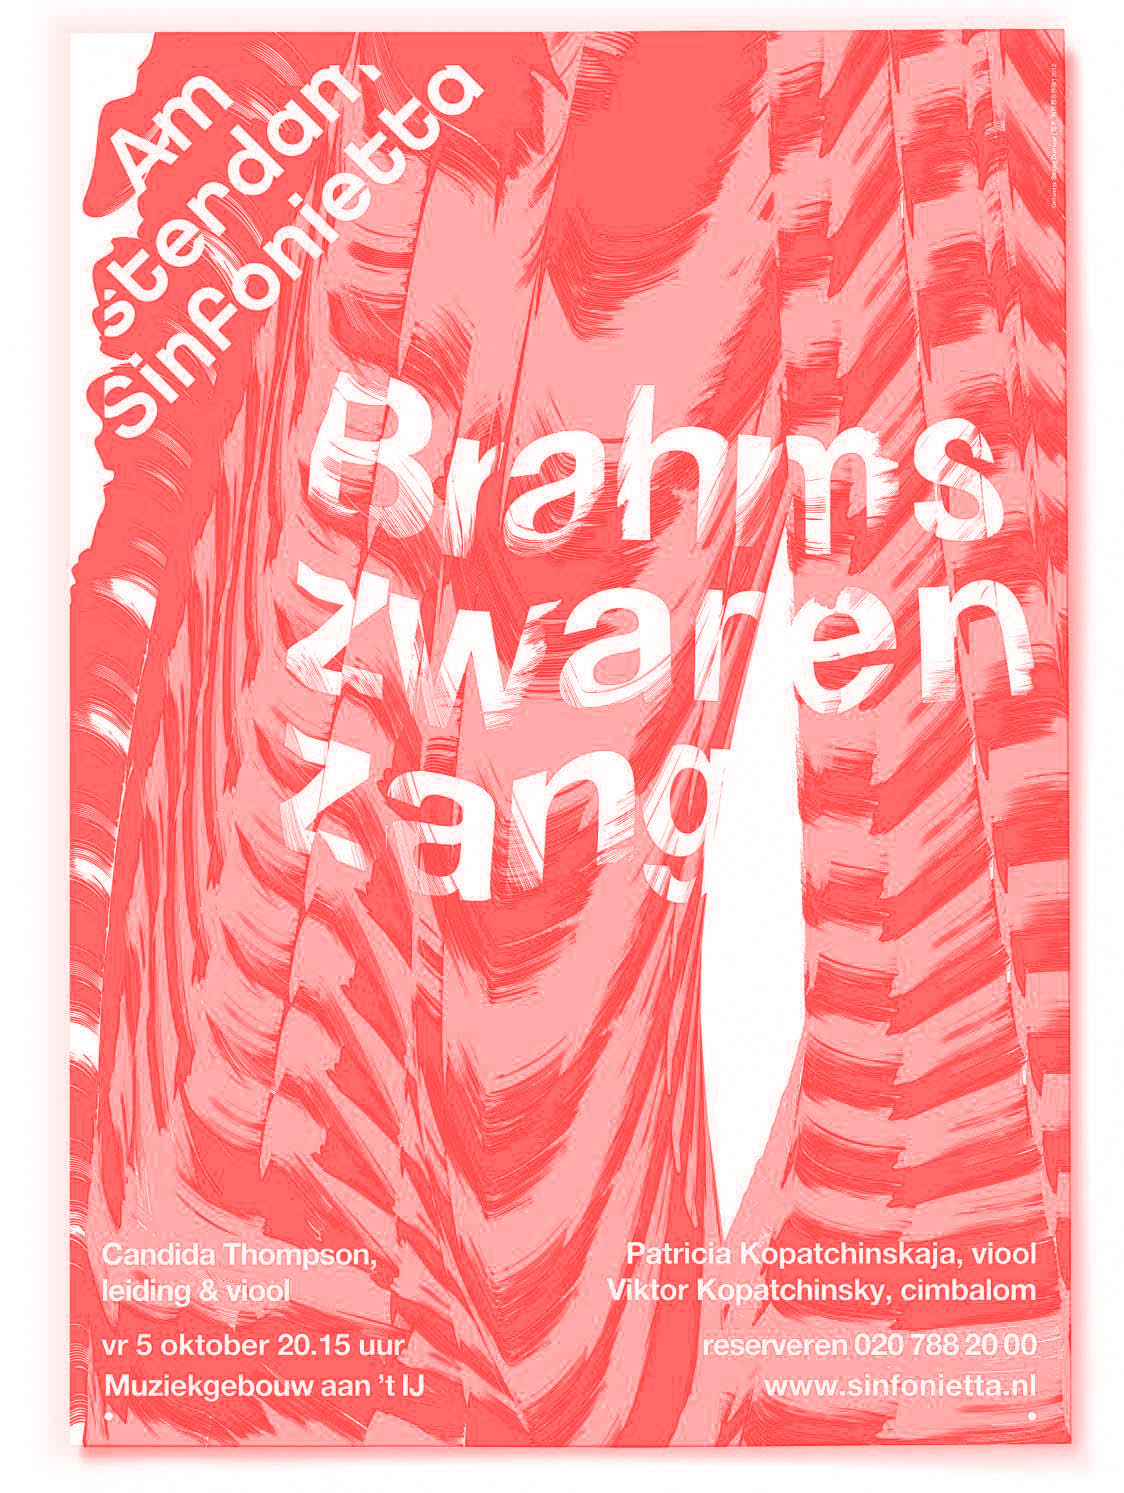 Am
sterdam
Sinfonietta
Brahms
zwaren
zang
Candida Thompson,
leiding & viool
vr 5 oktober 20.15 uur
Muziekgebouw aan ’t IJ
Patricia Kopatchinskaja, viool
Viktor Kopatchinsky, cimbalom
reserveren 020 788 20 00
www.sinfonietta.nl